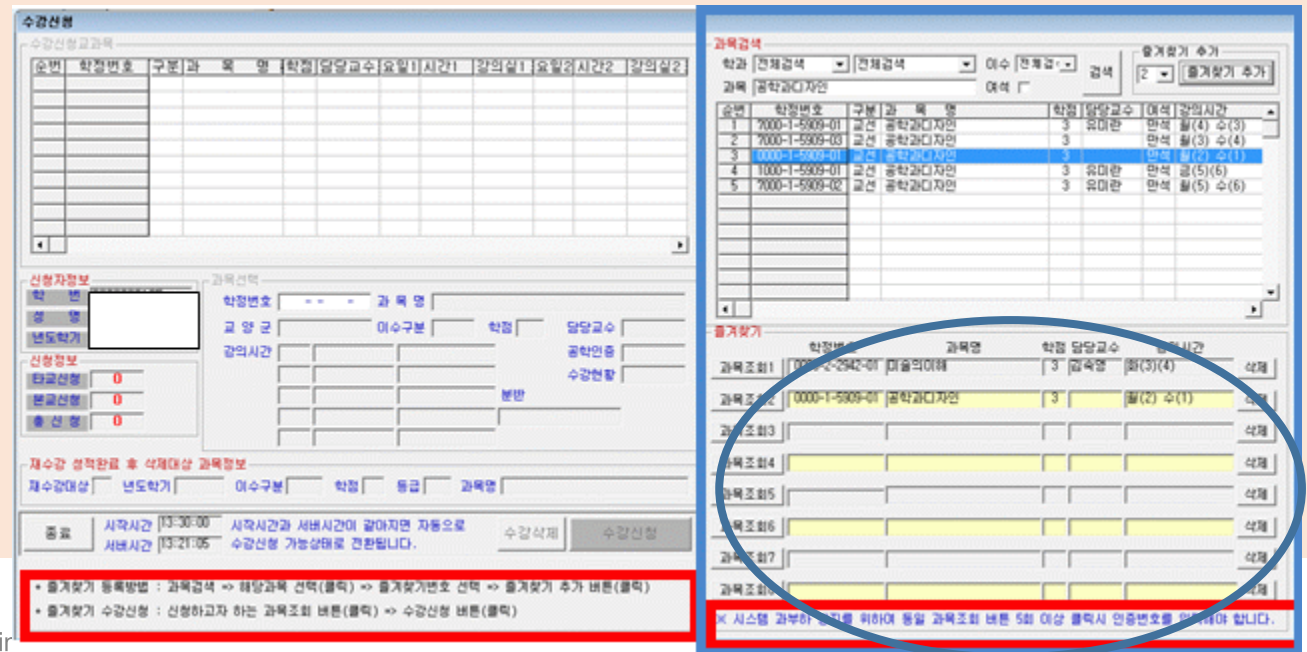 수강신청
수강신청교과목
순번 학정번호 구분 과 목 명 학점 담당교수 요일1 시간1 강의실1 요일2 시간2 강의실2
신청자정보
학 번
성 명
년도학기
신청정보
타교신청 0
본교신청 0
총 신 청 0
과목선택
학정번호 - - - 과 목 명
교 양 군 이수구분 학점 담당교수
강의시간 공학인증
수강현황
분반
재수강 성적완료 후 삭제대상 과목정보
재수강대상 년도학기 이수구분 학점 등급 과목명
종료 시작시간 13:30:00 시작시간과 서버시간이 같아지면 자동으로 수강삭제 수강신청
서버시간 13:21:05 수강신청 가능상태로 전환됩니다.
* 즐겨찾기 등록방법 : 과목검색 => 해당과목 선택(클릭) => 즐겨찾기번호 선택 => 즐겨찾기 추가 버튼(클릭)
* 즐겨찾기 수강신청 : 신청하고자 하는 과목조회 버튼(클릭) => 수강신청 버튼(클릭)
ir
과목검색
학과 전체검색 전체검색 이수 검색
과목 공학과디자인 여석
즐겨찾기 추가
2 즐겨찾기 추가
순번 학정번호 구분 과 목 명 학점 담당교수 여석 강의시간
1 7000-1-5909-01 교선 공학과디자인 3 유미란 만석 월(4) 수(3)
2 7000-1-5909-03 교선 공학과디자인 3 만석 월(3) 수(4)
3 0000-1-5909-01 교선 공학과디자인 3 만석 월(2) 수(1)
4 1000-1-5909-01 교선 공학과디자인 3 유미란 만석 금(5)(6)
5 7000-1-5909-02 교선 공학과디자인 3 유미란 만석 월(5) 수(6)
즐겨찾기
학정번호 과목명 학점 담당교수 강의시간
과목조회1 0000-2-2942-01 미술의이해 3 김숙영 화(3)(4) 삭제
과목조회2 0000-1-5909-01 공학과디자인 3 월(2) 수(1) 삭제
과목조회3 삭제
과목조회4 삭제
과목조회5 삭제
과목조회6 삭제
과목조회7 삭제
과목조회 삭제
※ 시스템 과부하 방지를 위하여 동일 과목조회 버튼 5회 이상 클릭시 인증번호를 입력해야 합니다.